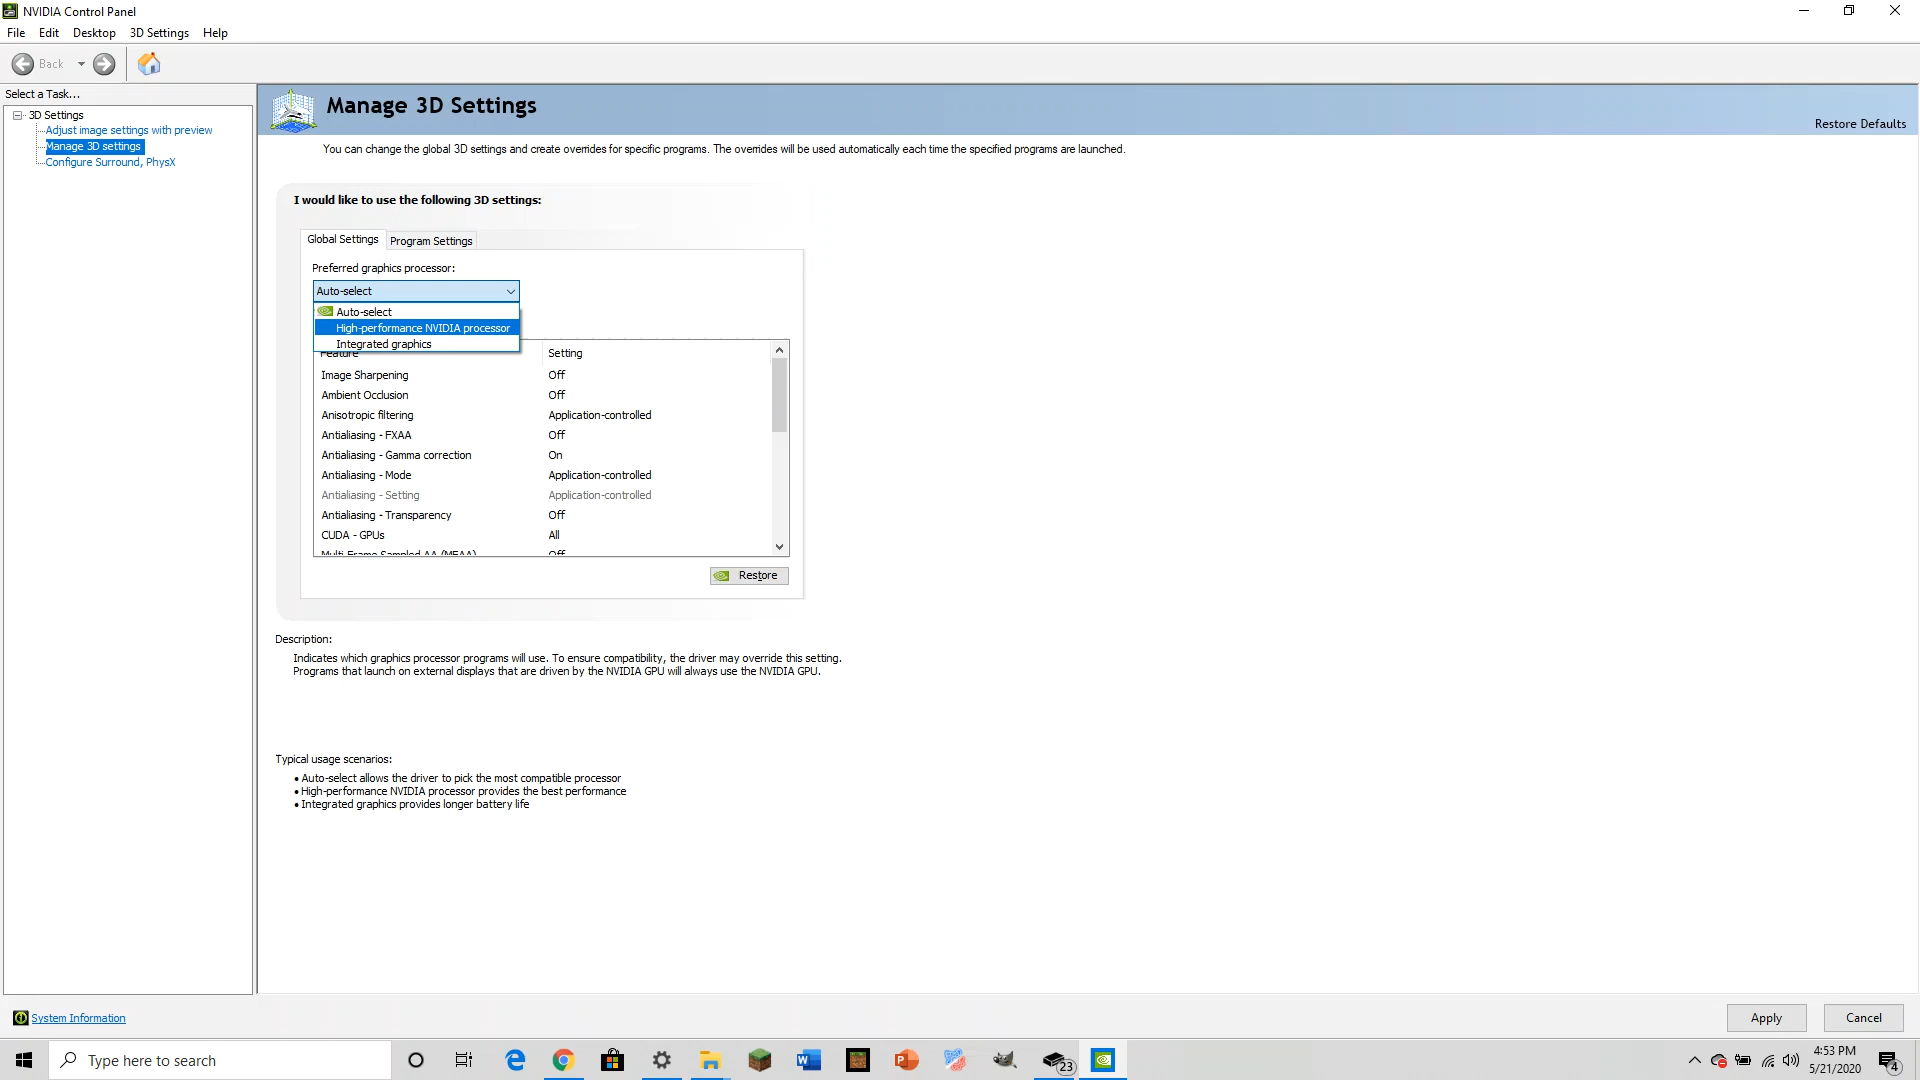 NVIDIA Control Panel
File Edit Desktop 3D Settings Help
Back
Select a Task...
3D Settings
Adjust image settings with preview
Manage 3D settings
Configure Surround, PhysX
Manage 3D Settings
Restore Defaults
You can change the global 3D settings and create overrides for specific programs. The overrides will be used automatically each time the specified programs are launched.
I would like to use the following 3D settings:
Global Settings Program Settings
Preferred graphics processor:
Auto-select
Auto-select
High-performance NVIDIA processor
Integrated graphics
Feature Setting
Image Sharpening Off
Ambient Occlusion Off
Anisotropic filtering Application-controlled
Antialiasing - FXAA Off
Antialiasing - Gamma correction On
Antialiasing - Mode Application-controlled
Antialiasing - Setting Application-controlled
Antialiasing - Transparency Off
CUDA - GPUs All
Multi-Frame Sampled AA (MFAA) Off
Restore
Description:
Indicates which graphics processor programs will use. To ensure compatibility, the driver may override this setting.
Programs that launch on external displays that are driven by the NVIDIA GPU will always use the NVIDIA GPU.
Typical usage scenarios:
• Auto-select allows the driver to pick the most compatible processor
• High-performance NVIDIA processor provides the best performance
• Integrated graphics provides longer battery life
System Information
Apply Cancel
Type here to search
23
4:53 PM
5/21/2020
4